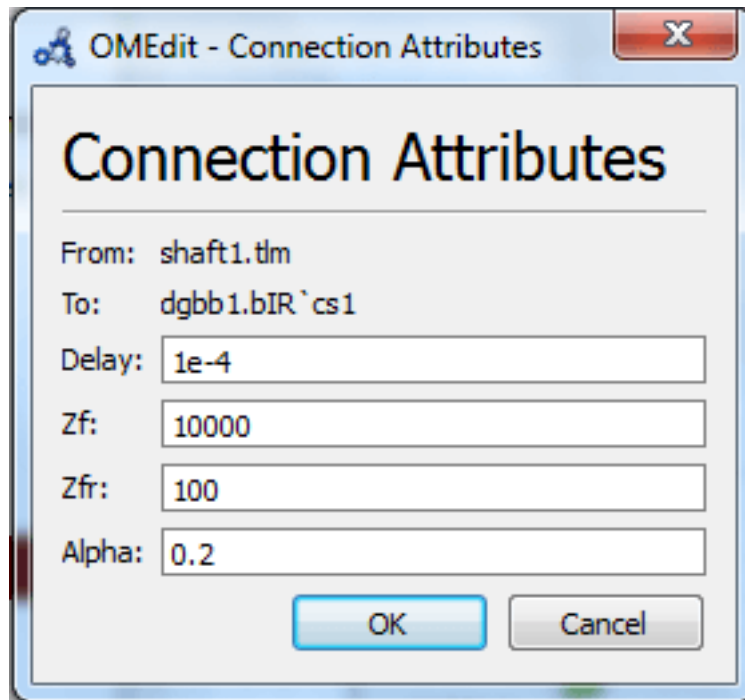 OMEdit - Connection Attributes
Connection Attributes
From: shaft1.tlm
To: dgbb1.bIR`cs1
Delay: 1e-4
Zf: 10000
Zfr: 100
Alpha: 0.2
OK Cancel